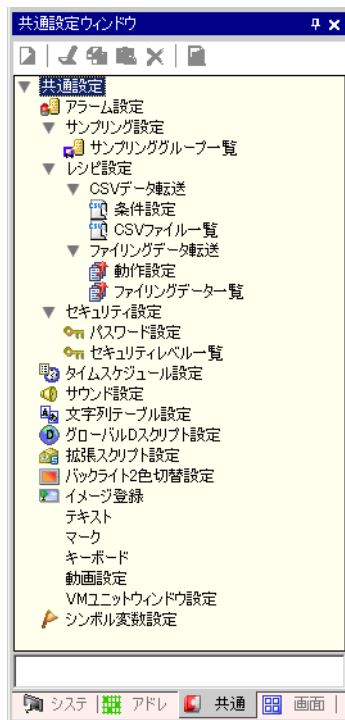 共通設定ウィンドウ
共通設定
アラーム設定
サンプリング設定
サンプリンググループ一覧
レシピ設定
CSVデータ転送
条件設定
CSVファイル一覧
ファイリングデータ転送
動作設定
ファイリングデータ一覧
セキュリティ設定
パスワード設定
セキュリティレベル一覧
タイムスケジュール設定
サウンド設定
文字列テーブル設定
グローバルDスクリプト設定
拡張スクリプト設定
バックライト2色切替設定
イメージ登録
テキスト
マーク
キーボード
動画設定
VMユニットウィンドウ設定
シンボル変数設定
システ アドレ 共通 画面